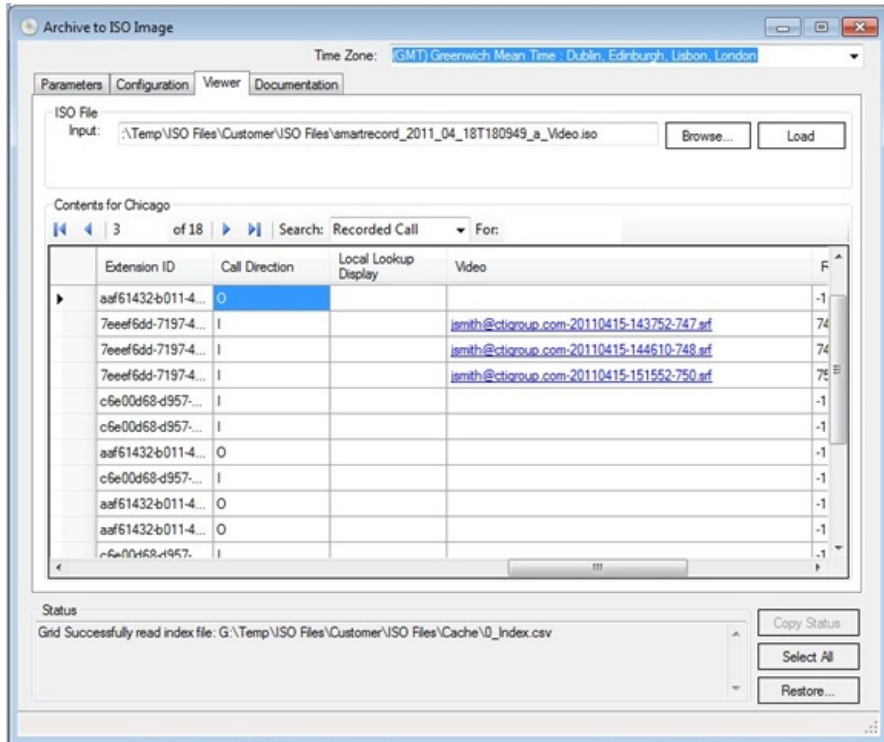 Archive to ISO Image
Time Zone: (GMT) Greenwich Mean Time : Dublin, Edinburgh, Lisbon, London
Parameters Configuration Viewer Documentation
ISO File
Input: :\Temp\ISO Files\Customer\ISO Files\smartrecord_2011_04_18T180949_a_Video.iso Browse... Load
Contents for Chicago
3 of 18 Search: Recorded Call For:
Extension ID Call Direction Local Lookup Display Video
aaf61432-b011-4... O -1
7eeef6dd-7197-4... I jsmith@ctigroup.com-20110415-143752-747.srf 74
7eeef6dd-7197-4... I jsmith@ctigroup.com-20110415-144610-748.srf 74
7eeef6dd-7197-4... I jsmith@ctigroup.com-20110415-151552-750.srf 75
c6e00d68-d957-... I -1
c6e00d68-d957-... I -1
aaf61432-b011-4... O -1
c6e00d68-d957-... I -1
aaf61432-b011-4... O -1
aaf61432-b011-4... O -1
c6e00d68-d957- I -1
Status
Grid Successfully read index file: G:\Temp\ISO Files\Customer\ISO Files\Cache\0_Index.csv
Copy Status
Select All
Restore...